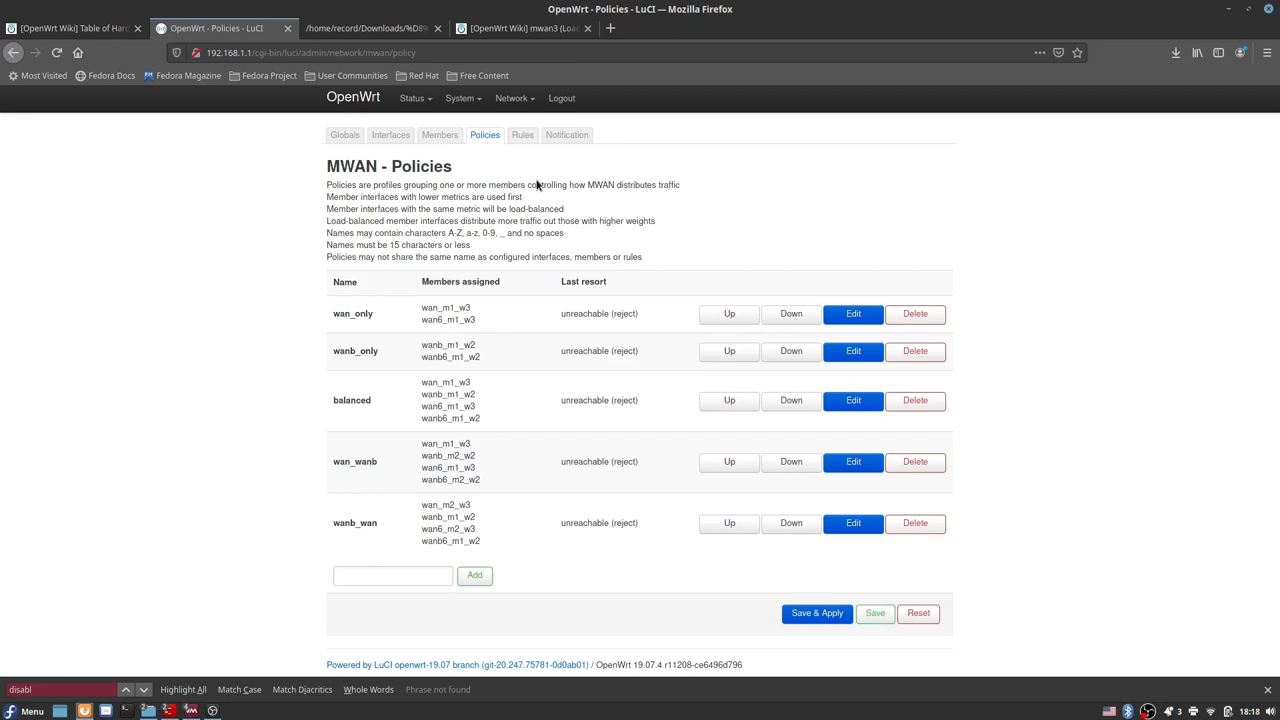 OpenWrt - Policies - LuCI — Mozilla Firefox
[OpenWrt Wiki] Table of Hard
OpenWrt - Policies - LuCI
/home/record/Downloads/%D8%
[OpenWrt Wiki] mwan3 (Loa
192.168.1.1/cgi-bin/luci/admin/network/mwan/policy
Most Visited
Fedora Docs
Fedora Magazine
Fedora Project
User Communities
Red Hat
Free Content
OpenWrt
Status
System
Network
Logout
Globals
Interfaces
Members
Policies
Rules
Notification
MWAN - Policies
Policies are profiles grouping one or more members controlling how MWAN distributes traffic
Member interfaces with lower metrics are used first
Member interfaces with the same metric will be load-balanced
Load-balanced member interfaces distribute more traffic out those with higher weights
Names may contain characters A-Z, a-z, 0-9, _ and no spaces
Names must be 15 characters or less
Policies may not share the same name as configured interfaces, members or rules
Name
Members assigned
Last resort
wan_only
wan_m1_w3
wan6_m1_w3
unreachable (reject)
Up
Down
Edit
Delete
wanb_only
wanb_m1_w2
wanb6_m1_w2
unreachable (reject)
Up
Down
Edit
Delete
balanced
wan_m1_w3
wanb_m1_w2
wan6_m1_w3
wanb6_m1_w2
unreachable (reject)
Up
Down
Edit
Delete
wan_wanb
wan_m1_w3
wanb_m2_w2
wan6_m1_w3
wanb6_m2_w2
unreachable (reject)
Up
Down
Edit
Delete
wanb_wan
wan_m2_w3
wanb_m1_w2
wan6_m2_w3
wanb6_m1_w2
unreachable (reject)
Up
Down
Edit
Delete
Add
Save & Apply
Save
Reset
Powered by LuCI openwrt-19.07 branch (git-20.247.75781-0d0ab01) / OpenWrt 19.07.4 r11208-ce6496d796
disabl
Highlight All
Match Case
Match Diacritics
Whole Words
Phrase not found
Menu
3
18:18